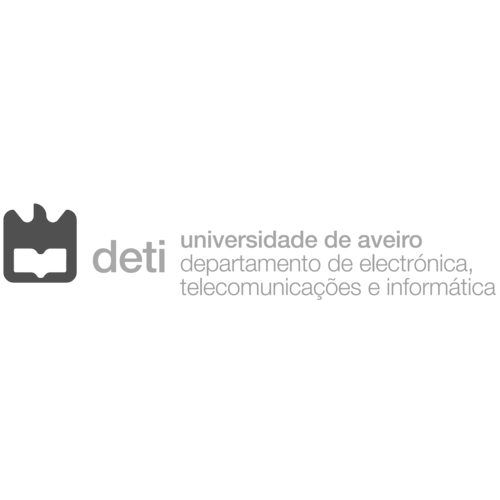 deti
universidade de aveiro
departamento de electrónica,
telecomunicações e informática